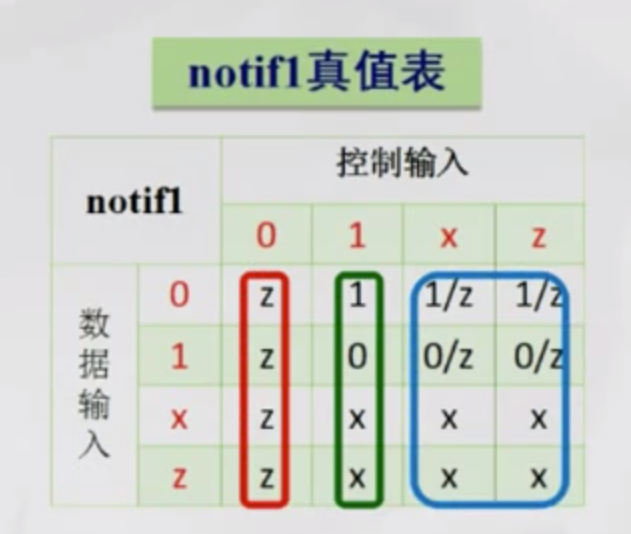 notif1真值表
notif1
控制输入
0 1 x z
数据输入
0 z 1 1/z 1/z
1 z 0 0/z 0/z
x z x x x
z z x x x